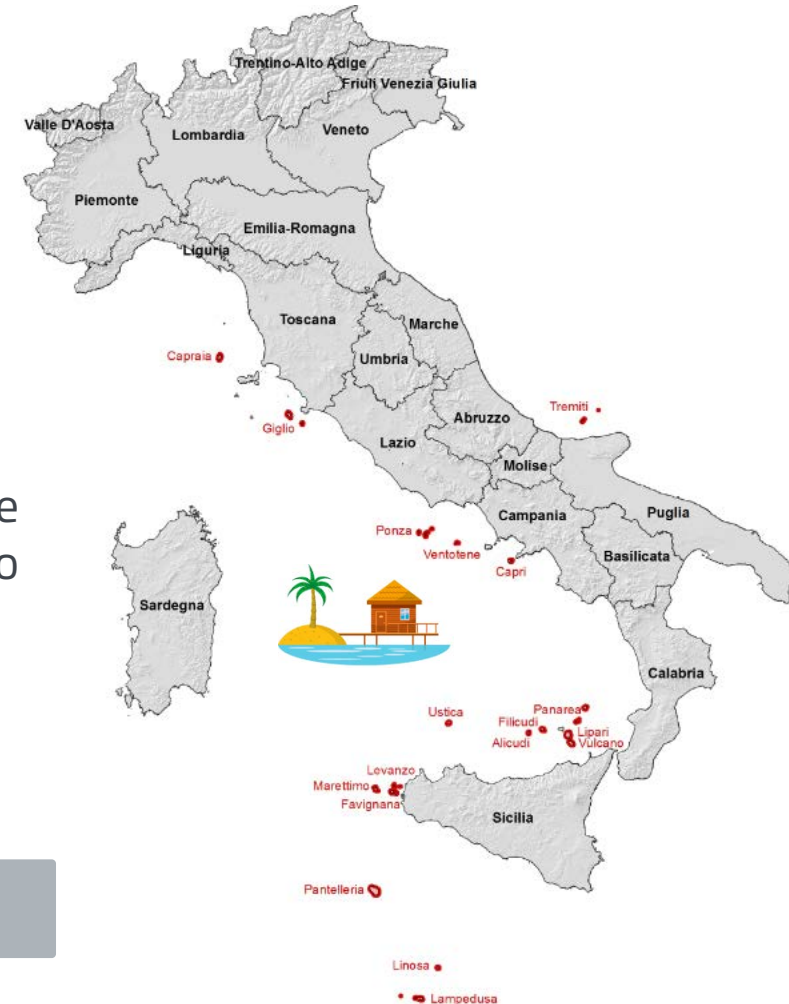 Trentino-Alto Adige
Friuli Venezia Giulia
Valle D'Aosta
Lombardia
Veneto
Piemonte
Emilia-Romagna
Liguria
Toscana
Marche
Capraia
Umbria
Giglio
Tremiti
Abruzzo
Lazio
Molise
e
Ponza
Campania
Puglia
Ventotene
o
Capri
Basilicata
Sardegna
Calabria
Ustica
Panarea
Filicudi
Lipari
Alicudi
Vulcano
Levanzo
Marettimo
Favignana
Sicilia
Pantelleria
Linosa
Lampedusa